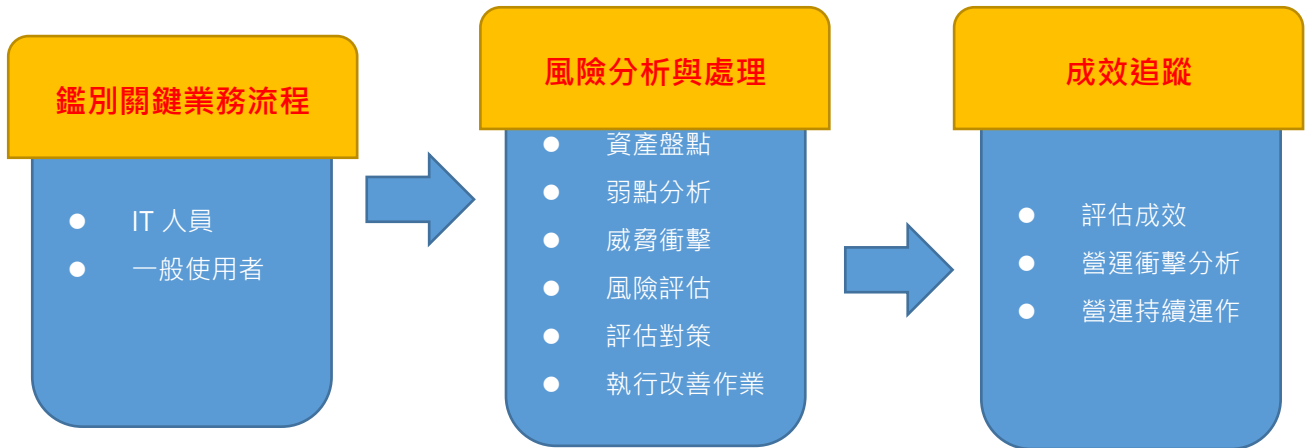 鑑別關鍵業務流程
● IT 人員
● 一般使用者
風險分析與處理
● 資產盤點
● 弱點分析
● 威脅衝擊
● 風險評估
● 評估對策
● 執行改善作業
成效追蹤
● 評估成效
● 營運衝擊分析
● 營運持續運作